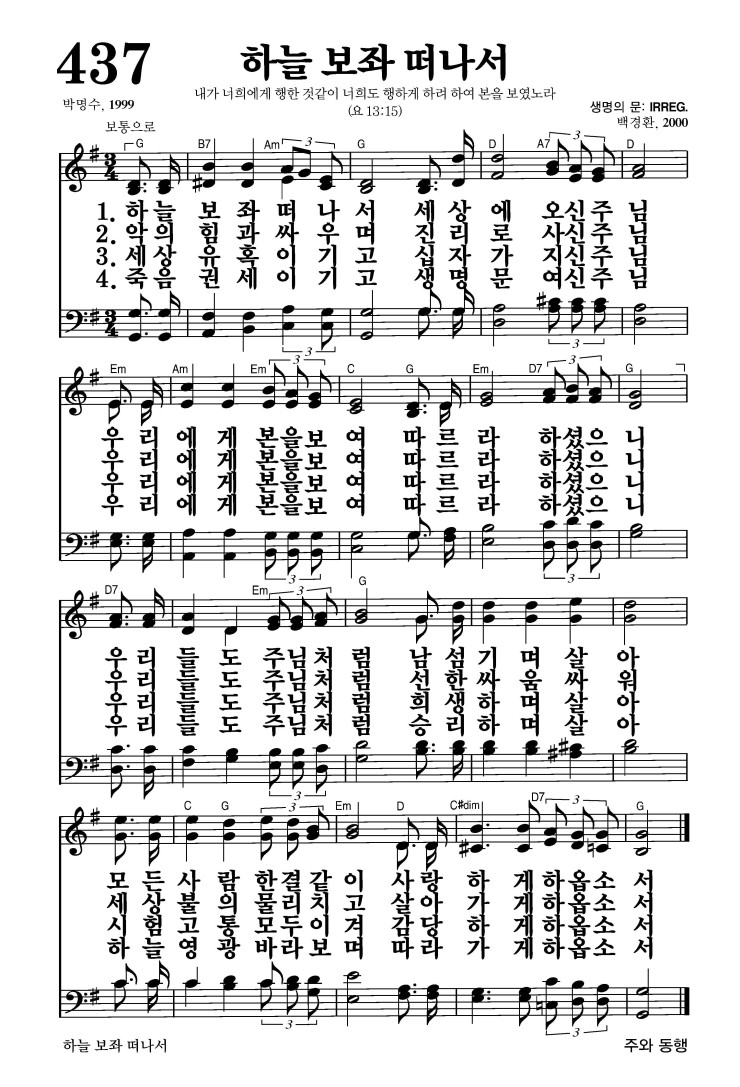 437
하늘 보좌 떠나서
내가 너희에게 행한 것같이 너희도 행하게 하려 하여 본을 보였노라
(요 13:15)
박명수, 1999
생명의 문: IRREG.
백경환, 2000
보통으로
G B7 Am 3 G D A7 3 D
1. 하늘 보좌 떠나서 세상에 오신주님
2. 악의 힘과 싸우며 진리로 사신주님
3. 세상 유혹 이기고 십자가 지신주님
4. 죽음 권세 이기고 생명문 여신주님
3 3
Em Am Em 3 C G Em D7 3 G
우리에게 본을보여 따르라 하셨으니
우리에게 본을보여 따르라 하셨으니
우리에게 본을보여 따르라 하셨으니
우리에게 본을보여 따르라 하셨으니
3 3
D7 Em 3 G
우리들도 주님처럼 남섬기며 살아
우리들도 주님처럼 선한싸움 싸워
우리들도 주님처럼 희생하며 살아
우리들도 주님처럼 승리하며 살아
3
C G 3 Em D C#dim D7 3 G
모든사람 한결같이 사랑하게하옵소서
세상불의 물리치고 살아가게하옵소서
시험고통 모두이겨 감당하게하옵소서
하늘영광 바라보며 따라가게하옵소서
3 3
하늘 보좌 떠나서
주와 동행